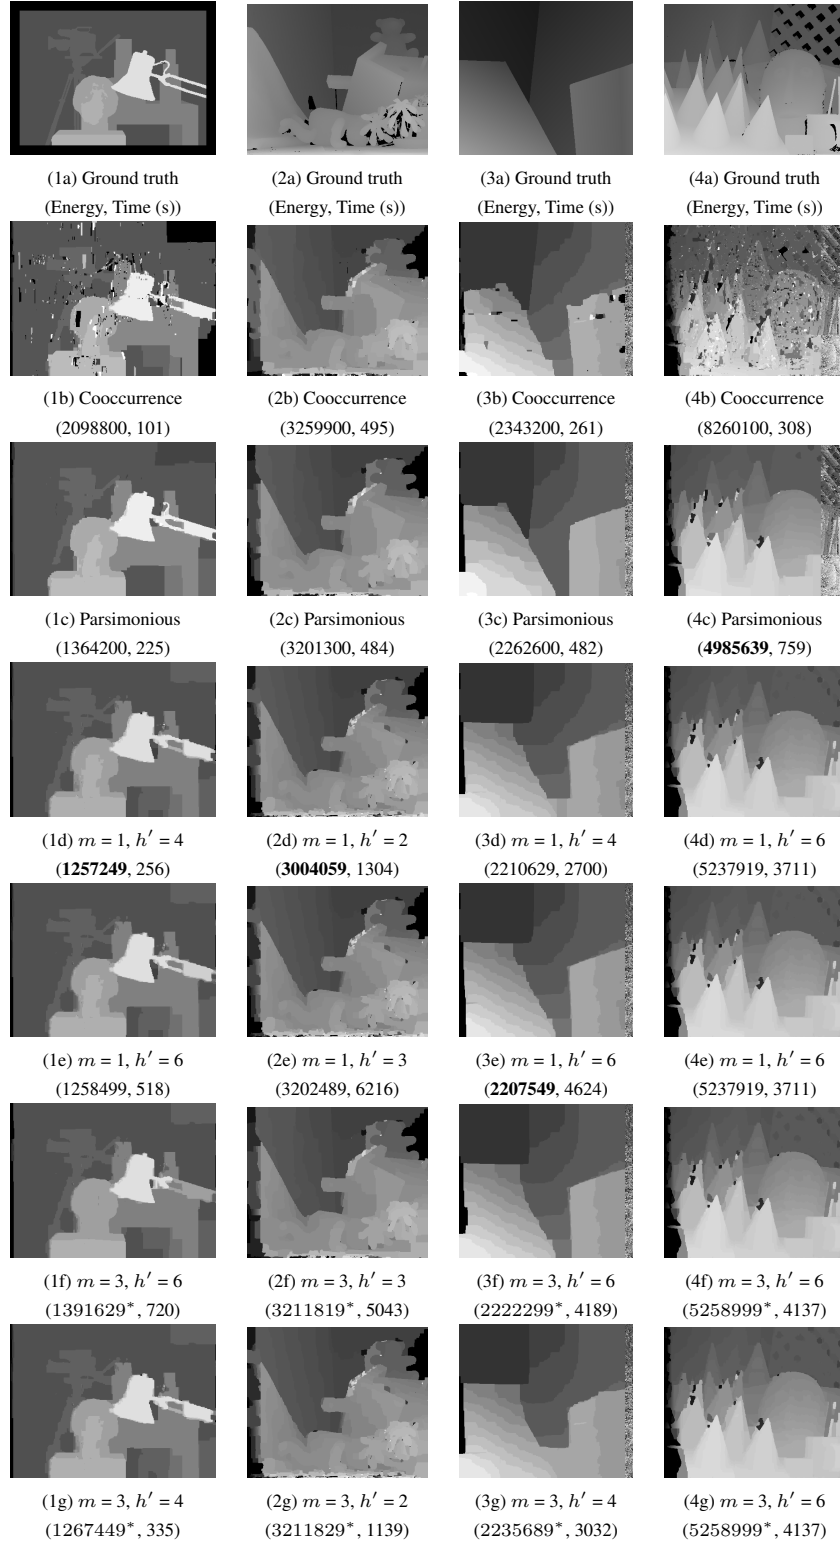 (1a) Ground truth (2a) Ground truth (3a) Ground truth (4a) Ground truth
(Energy, Time (s)) (Energy, Time (s)) (Energy, Time (s)) (Energy, Time (s))
(1b) Cooccurrence (2b) Cooccurrence (3b) Cooccurrence (4b) Cooccurrence
(2098800, 101) (3259900, 495) (2343200, 261) (8260100, 308)
(1c) Parsimonious (2c) Parsimonious (3c) Parsimonious (4c) Parsimonious
(1364200, 225) (3201300, 484) (2262600, 482) (4985639, 759)
(1d) m = 1, h′ = 4 (2d) m = 1, h′ = 2 (3d) m = 1, h′ = 4 (4d) m = 1, h′ = 6
(1257249, 256) (3004059, 1304) (2210629, 2700) (5237919, 3711)
(1e) m = 1, h′ = 6 (2e) m = 1, h′ = 3 (3e) m = 1, h′ = 6 (4e) m = 1, h′ = 6
(1258499, 518) (3202489, 6216) (2207549, 4624) (5237919, 3711)
(1f) m = 3, h′ = 6 (2f) m = 3, h′ = 3 (3f) m = 3, h′ = 6 (4f) m = 3, h′ = 6
(1391629*, 720) (3211819*, 5043) (2222299*, 4189) (5258999*, 4137)
(1g) m = 3, h′ = 4 (2g) m = 3, h′ = 2 (3g) m = 3, h′ = 4 (4g) m = 3, h′ = 6
(1267449*, 335) (3211829*, 1139) (2235689*, 3032) (5258999*, 4137)